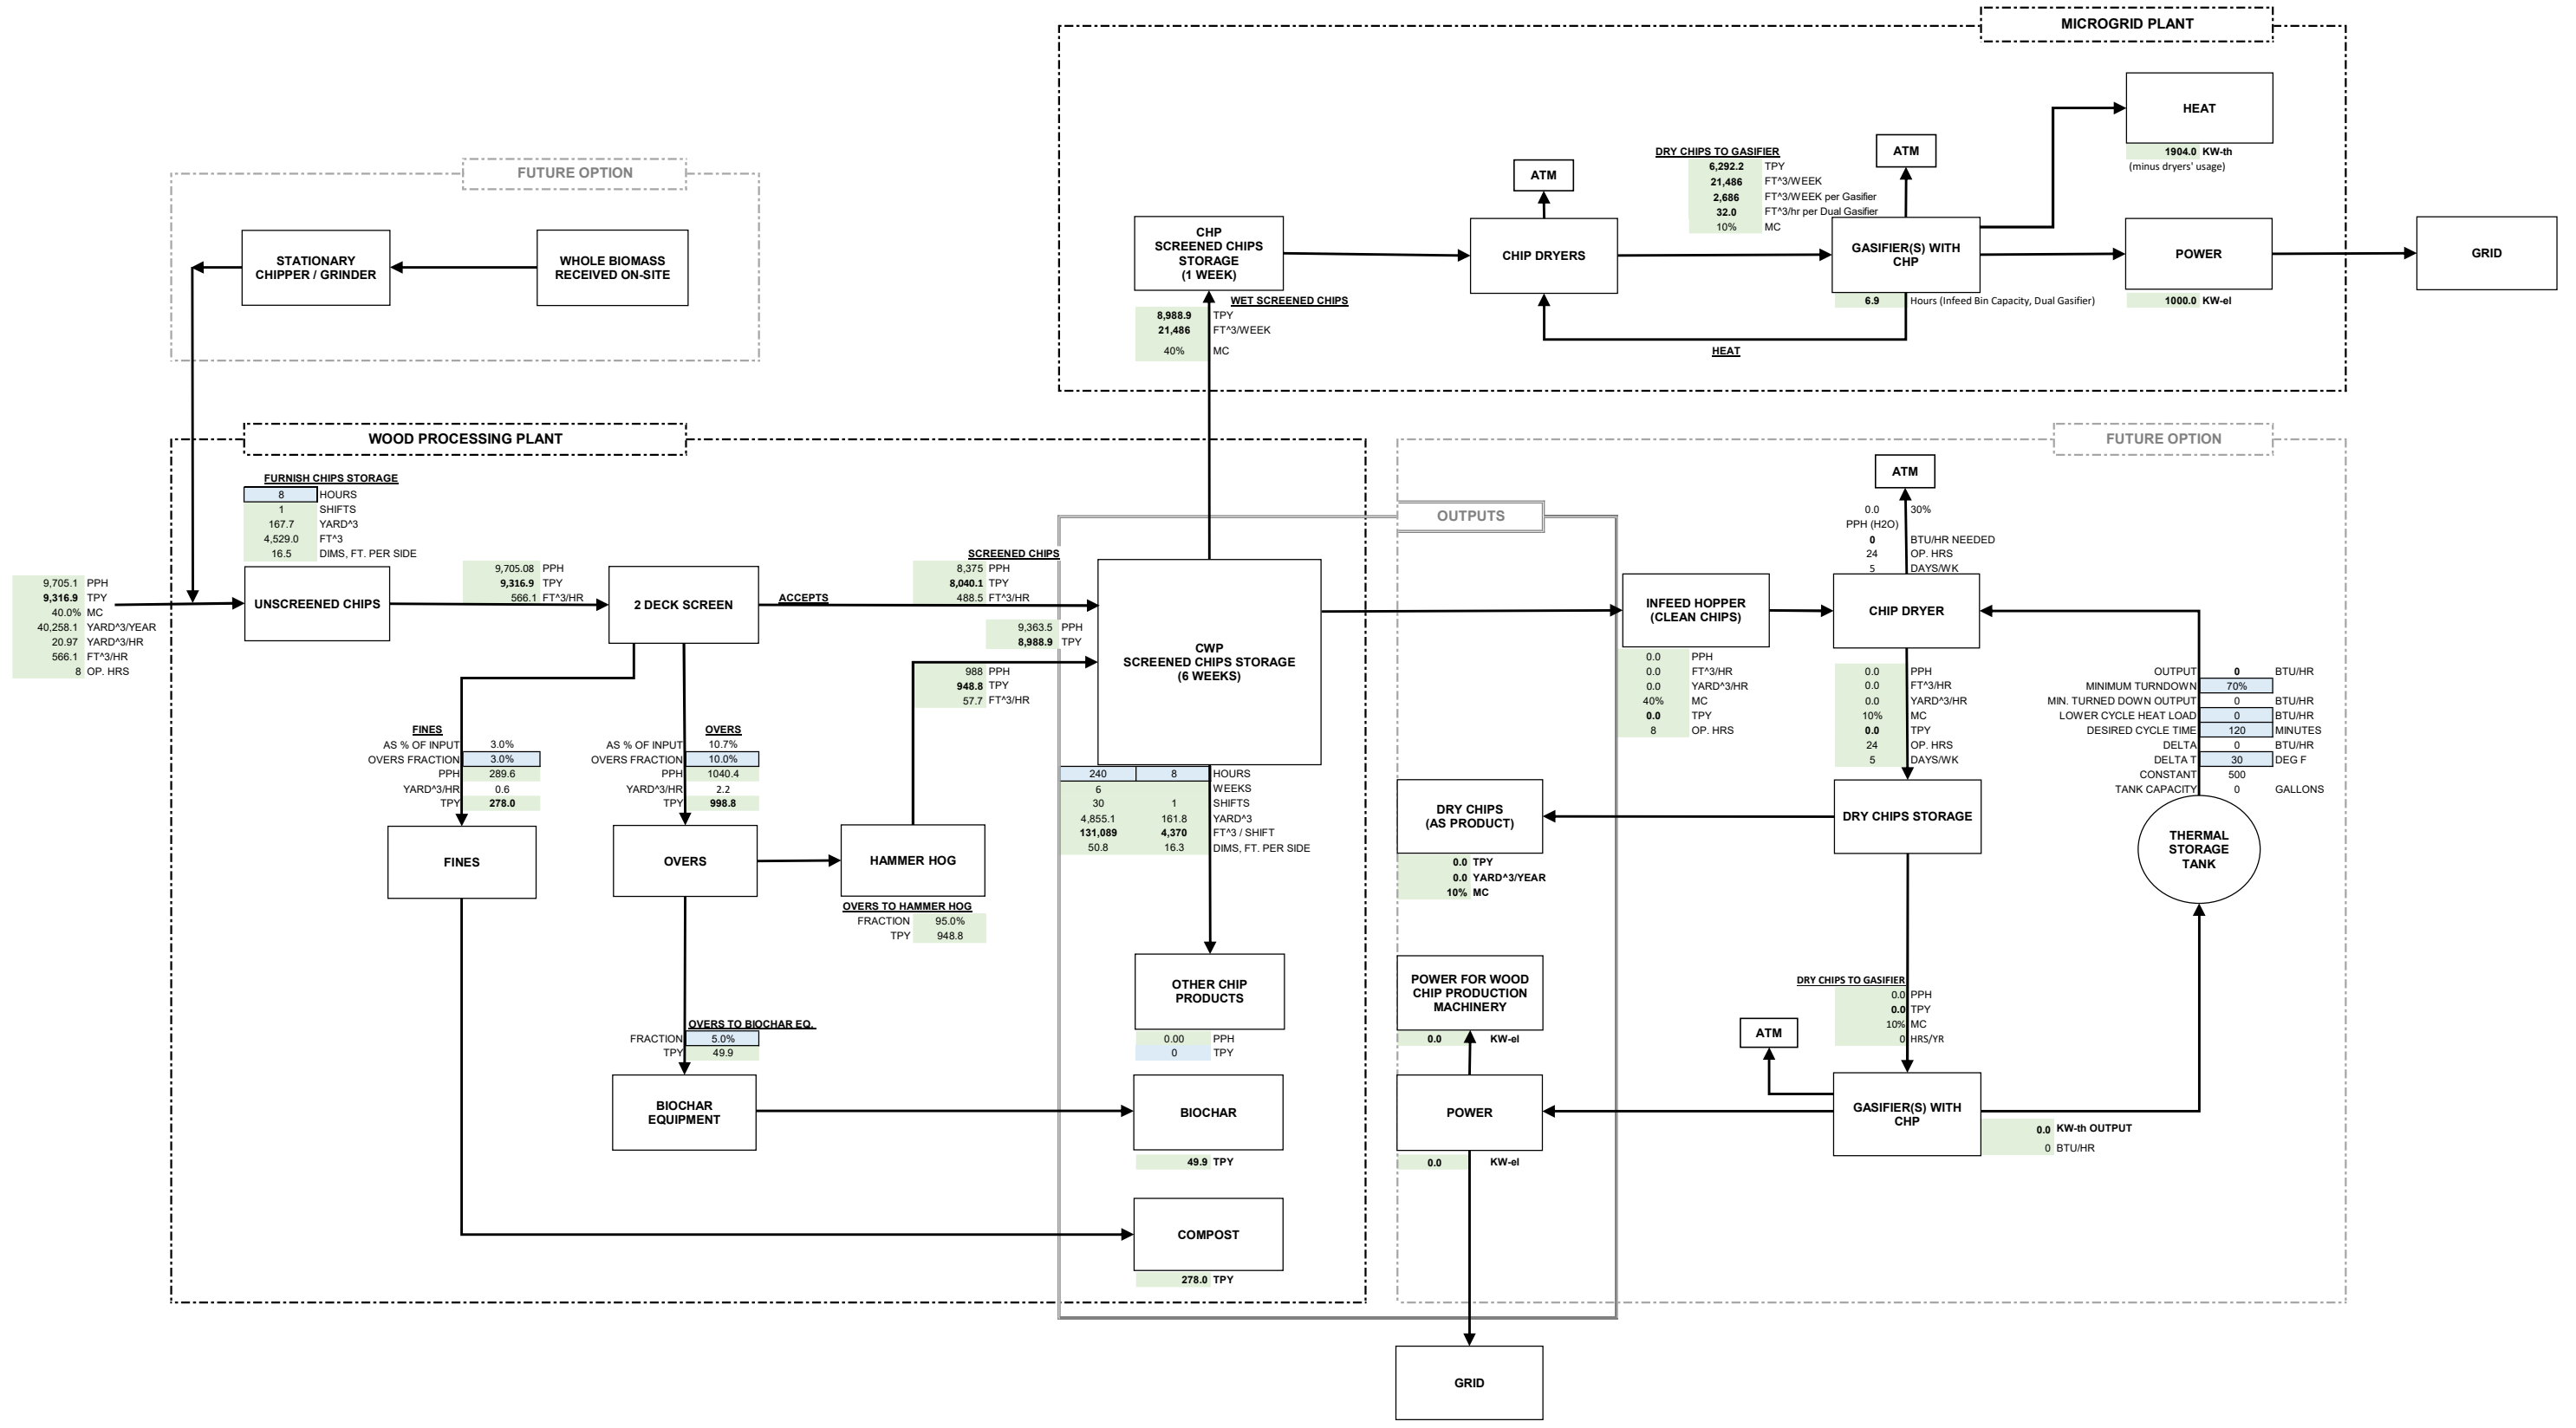 MICROGRID PLANT
HEAT
1904.0 KW-th
(minus dryers' usage)
ATM
ATM
DRY CHIPS TO GASIFIER
6,292.2 TPY
21,486 FT^3/WEEK
2,686 FT^3/WEEK per Gasifier
32.0 FT^3/hr per Dual Gasifier
10% MC
CHP
SCREENED CHIPS
STORAGE
(1 WEEK)
CHIP DRYERS
GASIFIER(S) WITH
CHP
POWER
GRID
WET SCREENED CHIPS
8,988.9 TPY
21,486 FT^3/WEEK
40% MC
6.9 Hours (Infeed Bin Capacity, Dual Gasifier)
1000.0 KW-el
HEAT
FUTURE OPTION
STATIONARY
CHIPPER / GRINDER
WHOLE BIOMASS
RECEIVED ON-SITE
WOOD PROCESSING PLANT
FURNISH CHIPS STORAGE
8 HOURS
1 SHIFTS
167.7 YARD^3
4,529.0 FT^3
16.5 DIMS, FT. PER SIDE
9,705.1 PPH
9,316.9 TPY
40.0% MC
40,258.1 YARD^3/YEAR
20.97 YARD^3/HR
566.1 FT^3/HR
8 OP. HRS
UNSCREENED CHIPS
9,705.08 PPH
9,316.9 TPY
566.1 FT^3/HR
2 DECK SCREEN
ACCEPTS
SCREENED CHIPS
8,375 PPH
8,040.1 TPY
488.5 FT^3/HR
9,363.5 PPH
8,988.9 TPY
988 PPH
948.8 TPY
57.7 FT^3/HR
CWP
SCREENED CHIPS STORAGE
(6 WEEKS)
240 8 HOURS
6 WEEKS
30 1 SHIFTS
4,855.1 161.8 YARD^3
131,089 4,370 FT^3 / SHIFT
50.8 16.3 DIMS, FT. PER SIDE
FINES
AS % OF INPUT 3.0%
OVERS FRACTION 3.0%
PPH 289.6
YARD^3/HR 0.6
TPY 278.0
FINES
OVERS
AS % OF INPUT 10.7%
OVERS FRACTION 10.0%
PPH 1040.4
YARD^3/HR 2.2
TPY 998.8
OVERS
HAMMER HOG
OVERS TO HAMMER HOG
FRACTION 95.0%
TPY 948.8
OVERS TO BIOCHAR EQ.
FRACTION 5.0%
TPY 49.9
BIOCHAR
EQUIPMENT
OTHER CHIP
PRODUCTS
0.00 PPH
0 TPY
BIOCHAR
49.9 TPY
COMPOST
278.0 TPY
OUTPUTS
FUTURE OPTION
ATM
0.0 30%
PPH (H2O)
0 BTU/HR NEEDED
24 OP. HRS
5 DAYS/WK
INFEED HOPPER
(CLEAN CHIPS)
0.0 PPH
0.0 FT^3/HR
0.0 YARD^3/HR
40% MC
0.0 TPY
8 OP. HRS
CHIP DRYER
0.0 PPH
0.0 FT^3/HR
0.0 YARD^3/HR
10% MC
0.0 TPY
24 OP. HRS
5 DAYS/WK
OUTPUT 0 BTU/HR
MINIMUM TURNDOWN 70%
MIN. TURNED DOWN OUTPUT 0 BTU/HR
LOWER CYCLE HEAT LOAD 0 BTU/HR
DESIRED CYCLE TIME 120 MINUTES
DELTA 0 BTU/HR
DELTA T 30 DEG F
CONSTANT 500
TANK CAPACITY 0 GALLONS
THERMAL
STORAGE
TANK
DRY CHIPS
(AS PRODUCT)
0.0 TPY
0.0 YARD^3/YEAR
10% MC
DRY CHIPS STORAGE
POWER FOR WOOD
CHIP PRODUCTION
MACHINERY
0.0 KW-el
DRY CHIPS TO GASIFIER
0.0 PPH
0.0 TPY
10% MC
0 HRS/YR
ATM
POWER
0.0 KW-el
GASIFIER(S) WITH
CHP
0.0 KW-th OUTPUT
0 BTU/HR
GRID